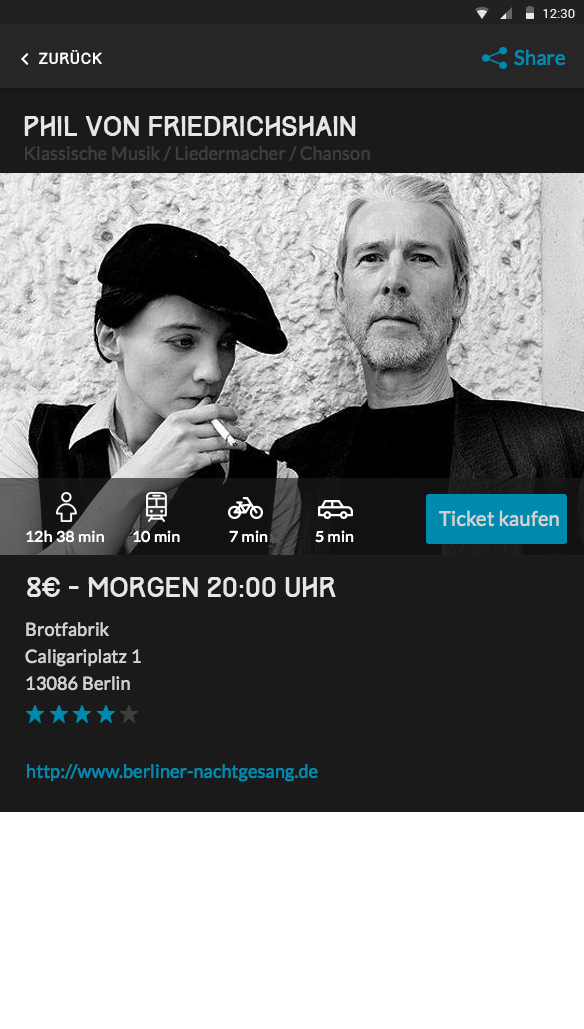 12:30
ZURÜCK
Share
PHIL VON FRIEDRICHSHAIN
Klassische Musik / Liedermacher / Chanson
12h 38 min 10 min 7 min 5 min
Ticket kaufen
8€ - MORGEN 20:00 UHR
Brotfabrik
Caligariplatz 1
13086 Berlin
http://www.berliner-nachtgesang.de